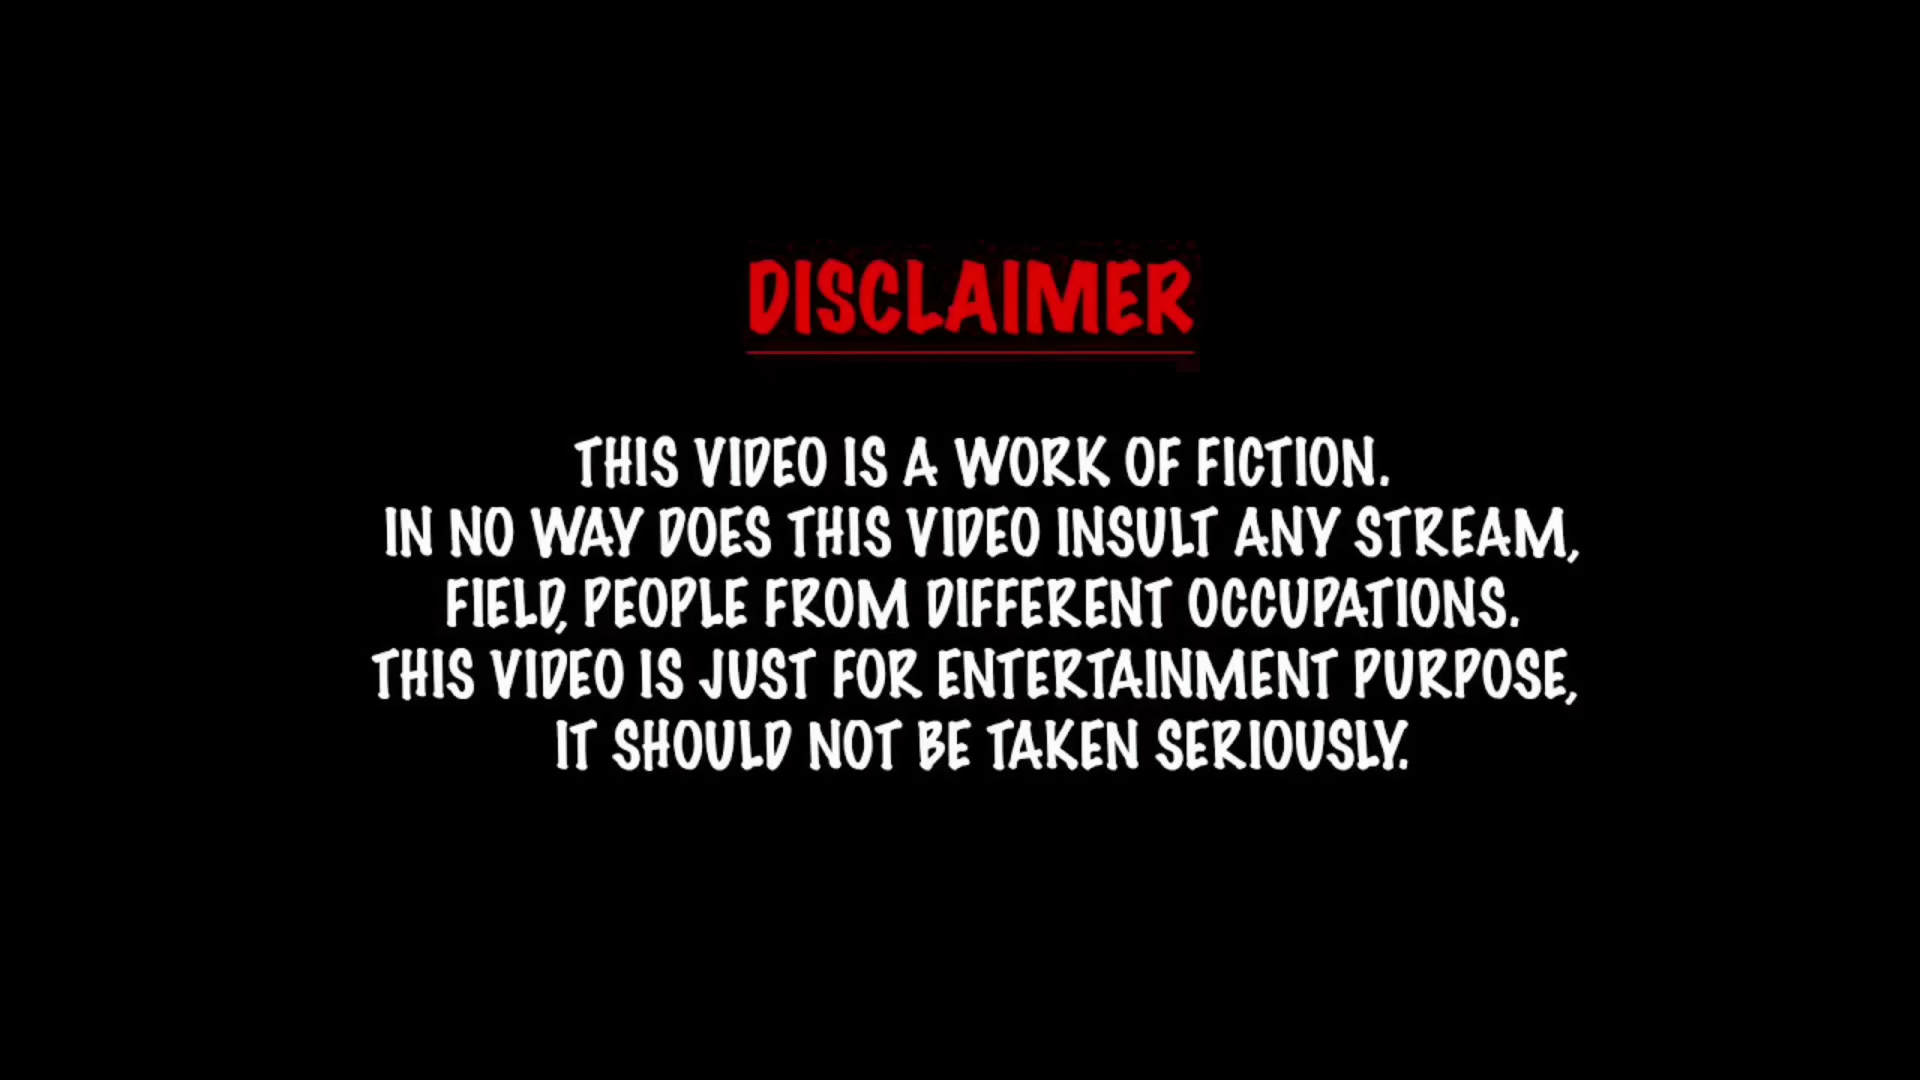 DISCLAIMER
THIS VIDEO IS A WORK OF FICTION.
IN NO WAY DOES THIS VIDEO INSULT ANY STREAM,
FIELD, PEOPLE FROM DIFFERENT OCCUPATIONS.
THIS VIDEO IS JUST FOR ENTERTAINMENT PURPOSE,
IT SHOULD NOT BE TAKEN SERIOUSLY.